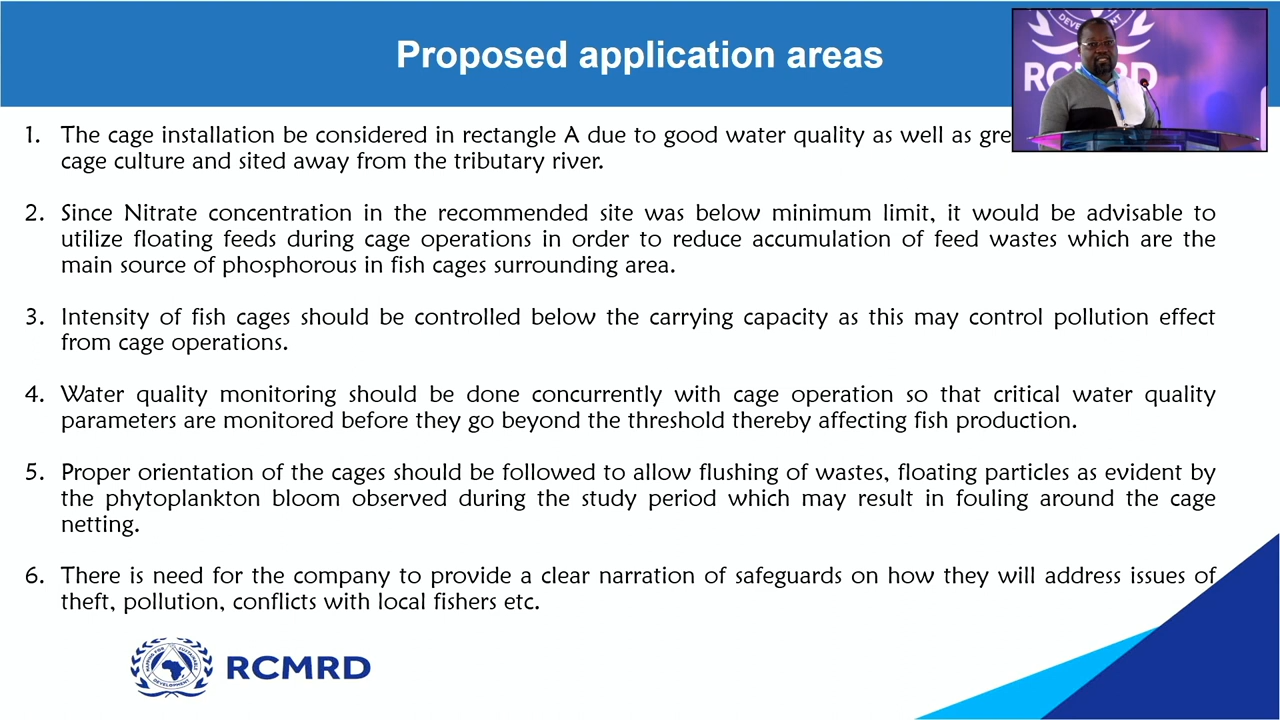 Proposed application areas
DEVELOPMENT
RCMRD
1. The cage installation be considered in rectangle A due to good water quality as well as
cage culture and sited away from the tributary river.
2. Since Nitrate concentration in the recommended site was below minimum limit, it would be advisable to
utilize floating feeds during cage operations in order to reduce accumulation of feed wastes which are the
main source of phosphorous in fish cages surrounding area.
3. Intensity of fish cages should be controlled below the carrying capacity as this may control pollution effect
from cage operations.
4. Water quality monitoring should be done concurrently with cage operation so that critical water quality
parameters are monitored before they go beyond the threshold thereby affecting fish production.
5. Proper orientation of the cages should be followed to allow flushing of wastes, floating particles as evident by
the phytoplankton bloom observed during the study period which may result in fouling around the cage
netting.
6. There is need for the company to provide a clear narration of safeguards on how they will address issues of
theft, pollution, conflicts with local fishers etc.
MAPPING FOR SUSTAINABLE
DEVELOPMENT
RCMRD